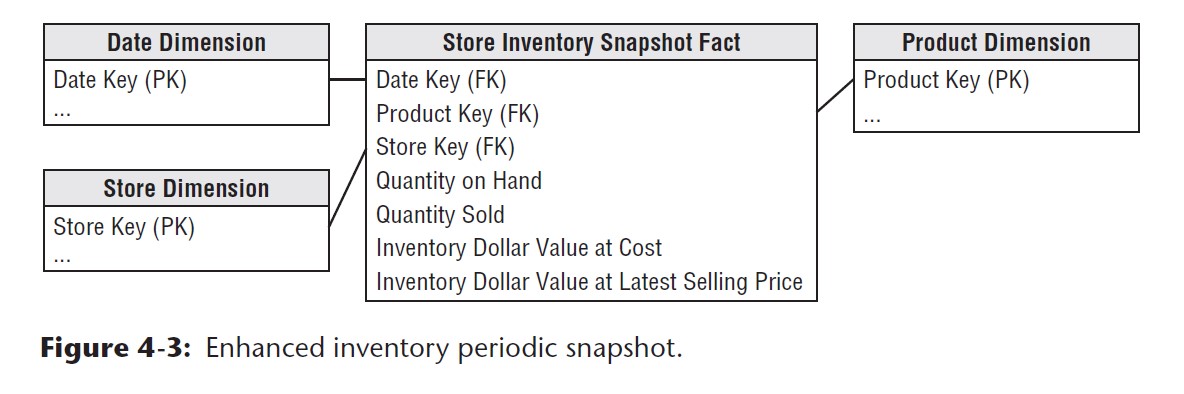 Date Dimension
Date Key (PK)
...
Store Dimension
Store Key (PK)
...
Store Inventory Snapshot Fact
Date Key (FK)
Product Key (FK)
Store Key (FK)
Quantity on Hand
Quantity Sold
Inventory Dollar Value at Cost
Inventory Dollar Value at Latest Selling Price
Product Dimension
Product Key (PK)
...
Figure 4-3: Enhanced inventory periodic snapshot.